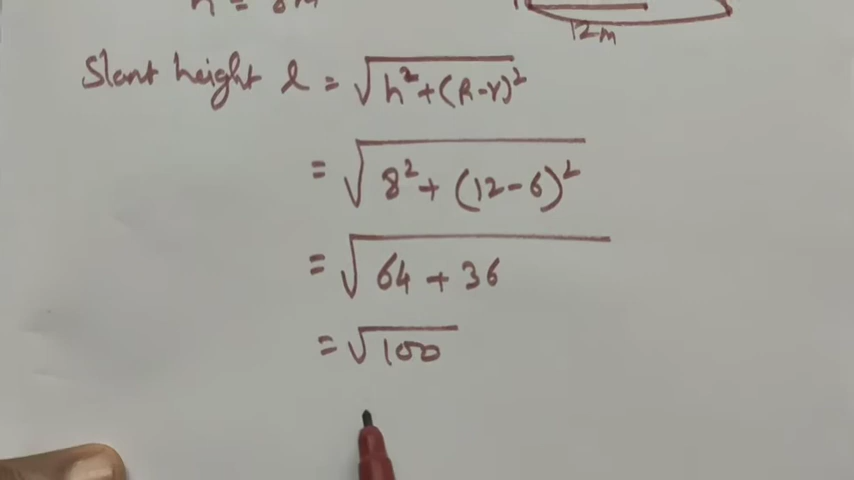 12m
Slant height l = √h²+(R-r)²
= √8²+(12-6)²
= √64+36
= √100